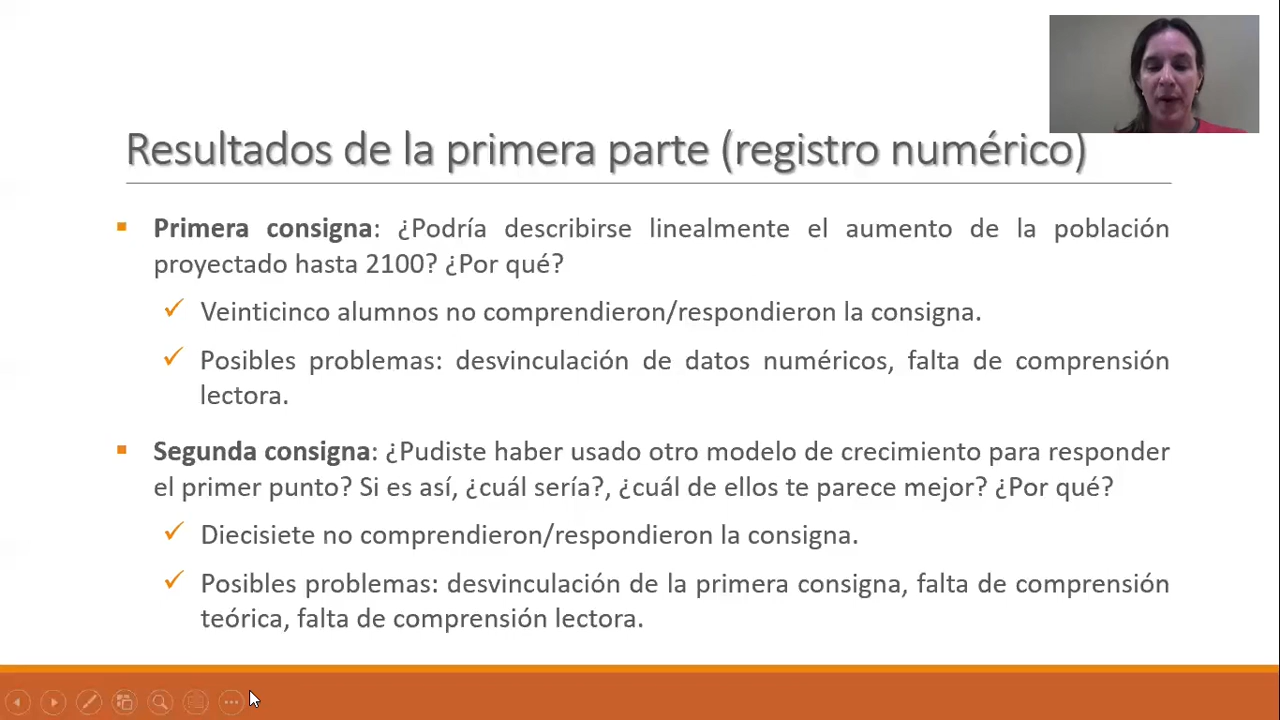 Resultados de la primera parte (registro numérico)
Primera consigna: ¿Podría describirse linealmente el aumento de la población
proyectado hasta 2100? ¿Por qué?
Veinticinco alumnos no comprendieron/respondieron la consigna.
Posibles problemas: desvinculación de datos numéricos, falta de comprensión
lectora.
Segunda consigna: ¿Pudiste haber usado otro modelo de crecimiento para responder
el primer punto? Si es así, ¿cuál sería?, ¿cuál de ellos te parece mejor? ¿Por qué?
Diecisiete no comprendieron/respondieron la consigna.
Posibles problemas: desvinculación de la primera consigna, falta de comprensión
teórica, falta de comprensión lectora.